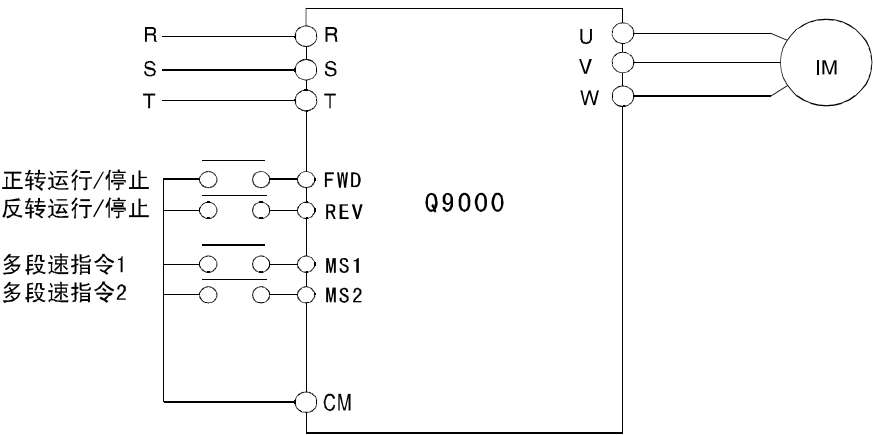 R R U
S S V IM
T T W
正转运行/停止 FWD
反转运行/停止 REV
Q9000
多段速指令1 MS1
多段速指令2 MS2
CM